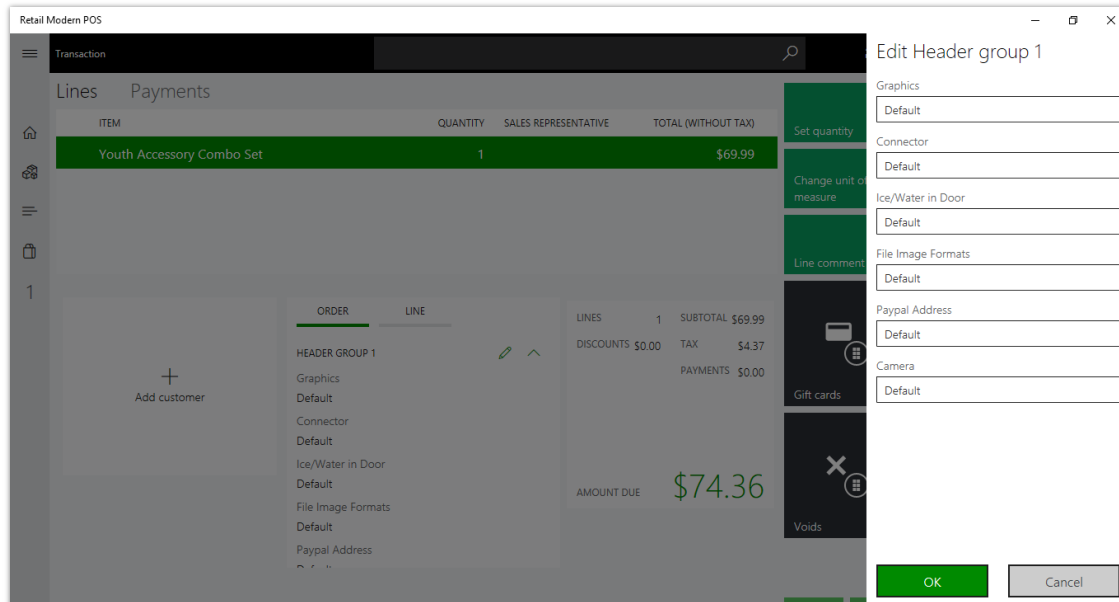 Retail Modern POS
Transaction
Lines Payments
ITEM QUANTITY SALES REPRESENTATIVE TOTAL (WITHOUT TAX)
Youth Accessory Combo Set 1 $69.99
1
Add customer
ORDER LINE
HEADER GROUP 1
Graphics
Default
Connector
Default
Ice/Water in Door
Default
File Image Formats
Default
Paypal Address
LINES 1 SUBTOTAL $69.99
DISCOUNTS $0.00 TAX $4.37
PAYMENTS $0.00
AMOUNT DUE $74.36
Set quantity
Change unit of
measure
Line comment
Gift cards
Voids
Edit Header group 1
Graphics
Default
Connector
Default
Ice/Water in Door
Default
File Image Formats
Default
Paypal Address
Default
Camera
Default
OK Cancel